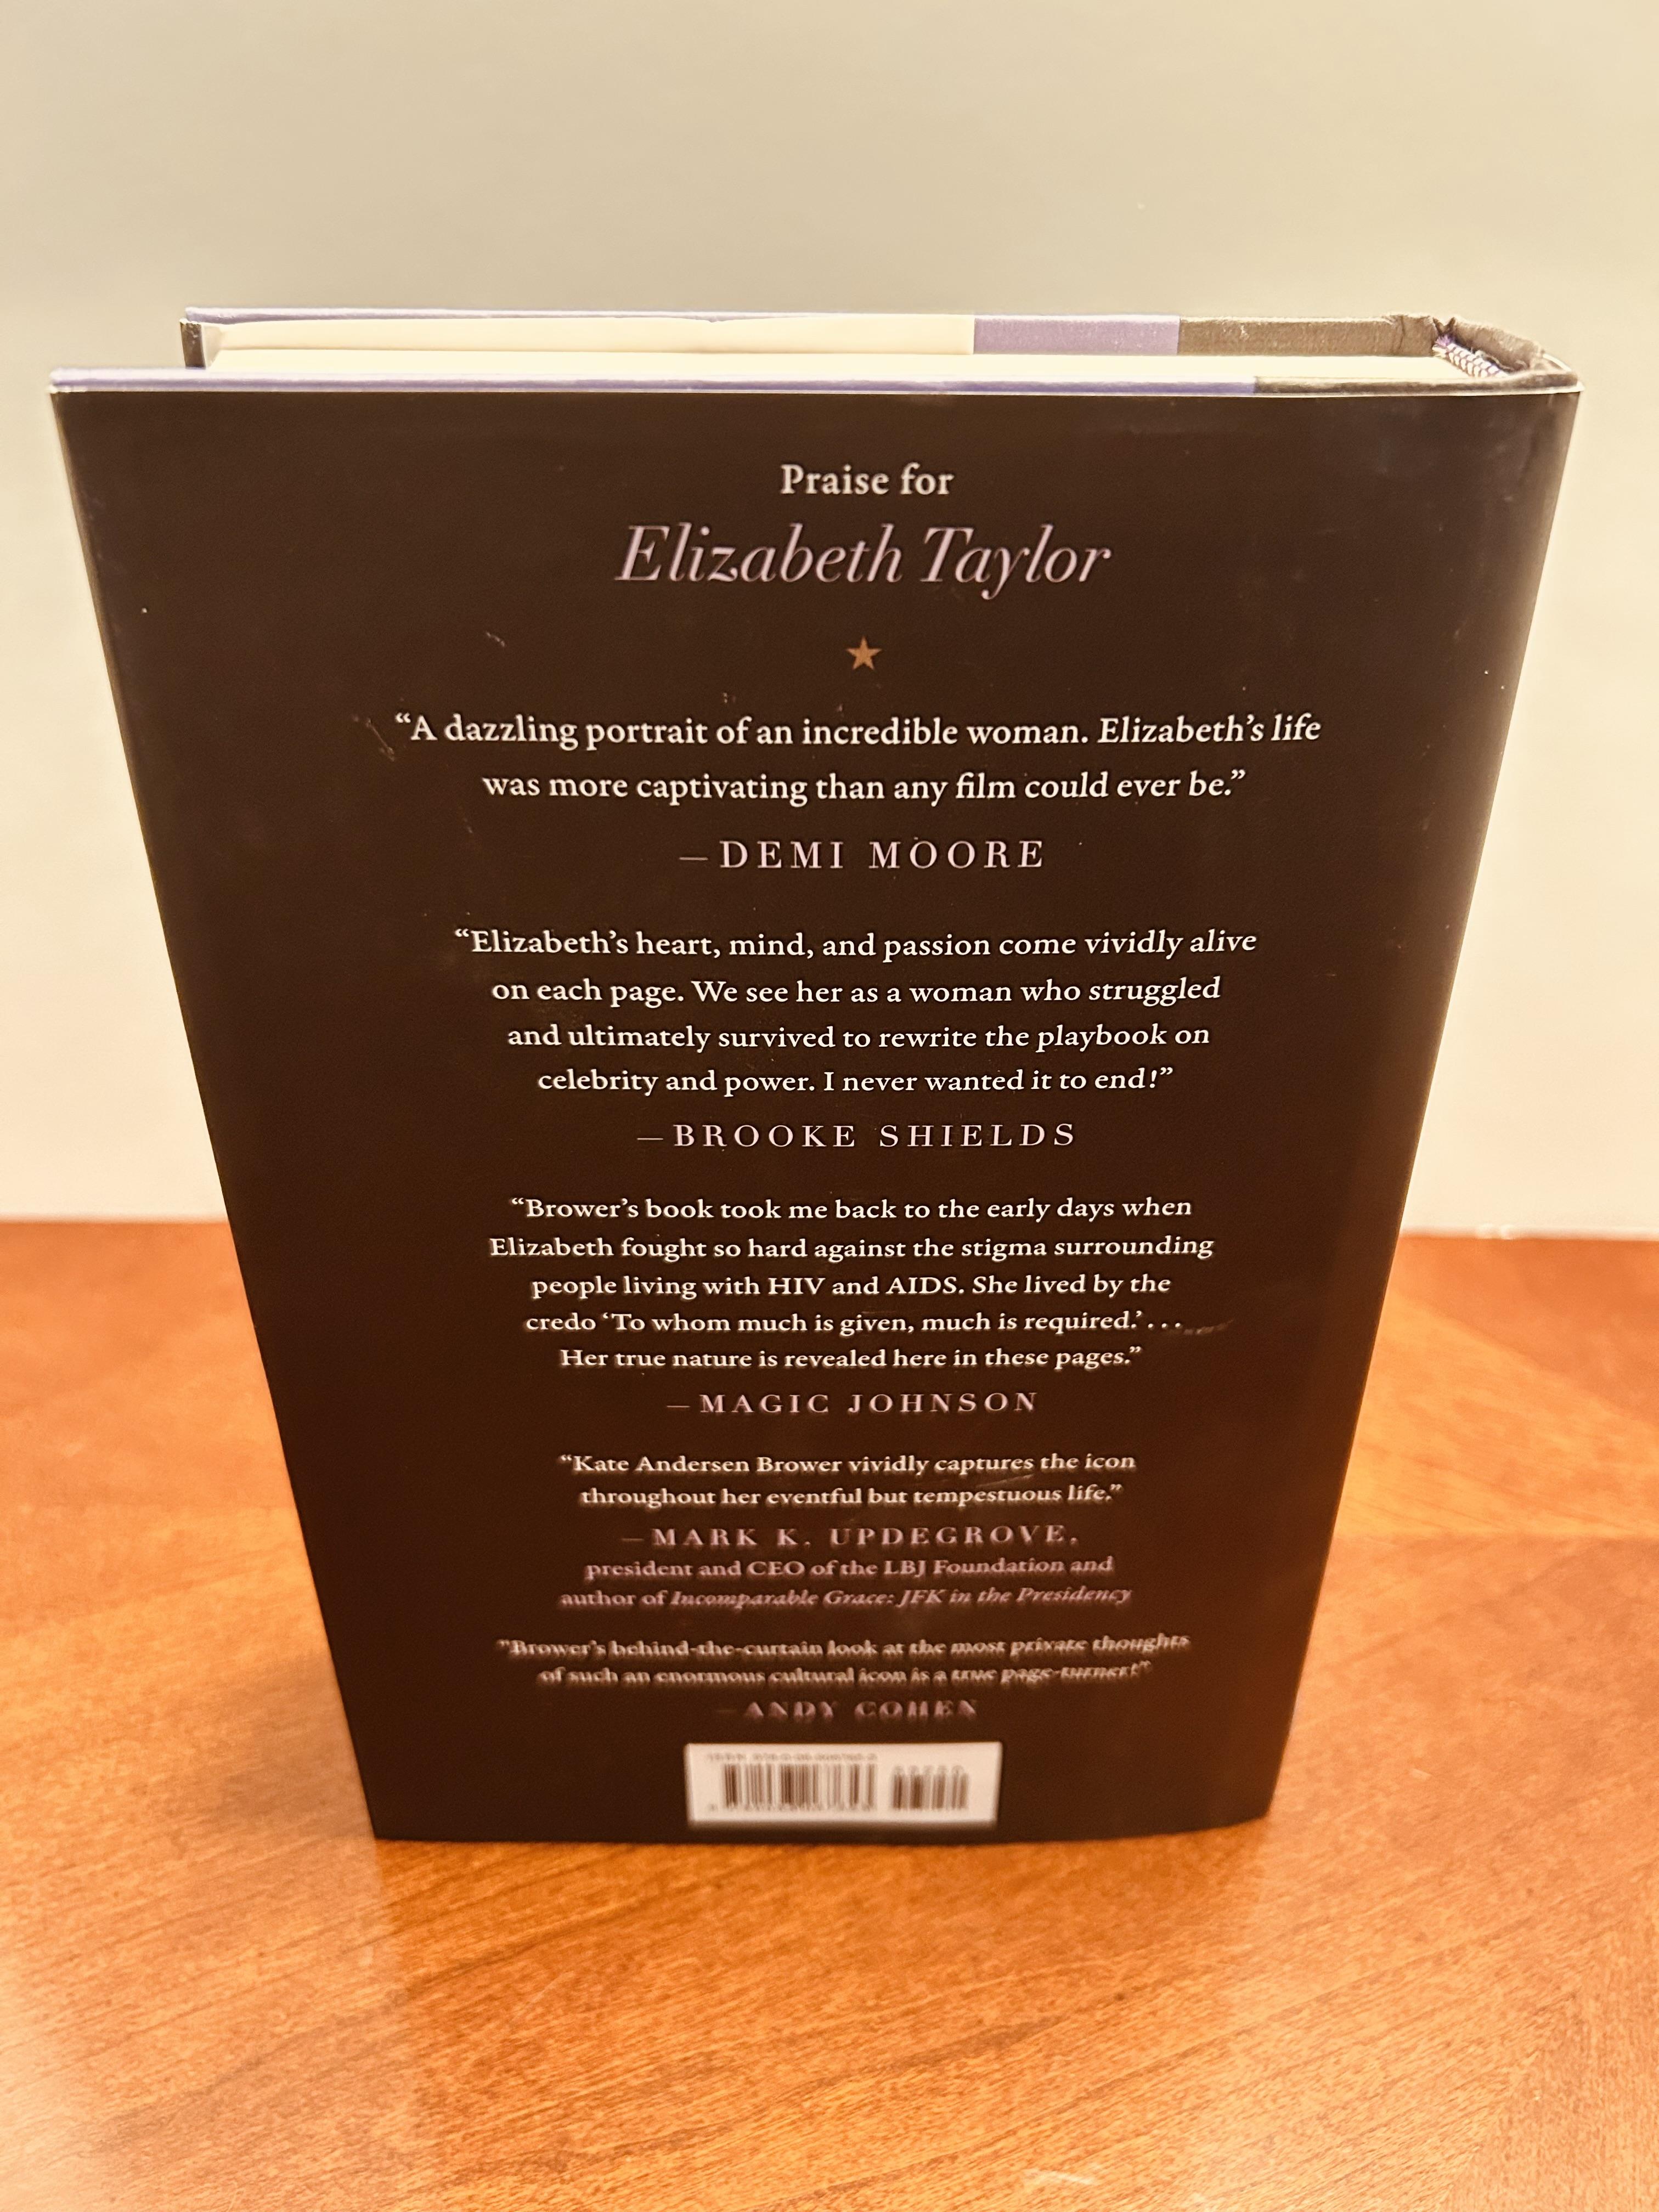 Praise for
Elizabeth Taylor
“A dazzling portrait of an incredible woman. Elizabeth’s life
was more captivating than any film could ever be.”
— DEMI MOORE
“Elizabeth’s heart, mind, and passion come vividly alive
on each page. We see her as a woman who struggled
and ultimately survived to rewrite the playbook on
celebrity and power. I never wanted it to end!”
— BROOKE SHIELDS
“Brower’s book took me back to the early days when
Elizabeth fought so hard against the stigma surrounding
people living with HIV and AIDS. She lived by the
credo ‘To whom much is given, much is required.’ . . .
Her true nature is revealed here in these pages.”
— MAGIC JOHNSON
“Kate Andersen Brower vividly captures the icon
throughout her eventful but tempestuous life.”
— MARK K. UPDEGROVE,
president and CEO of the LBJ Foundation and
author of Incomparable Grace: JFK in the Presidency
"Brower’s behind-the-curtain look at the most private thoughts
of such an enormous cultural icon is a true page-turner!”
— ANDY COHEN
ISBN